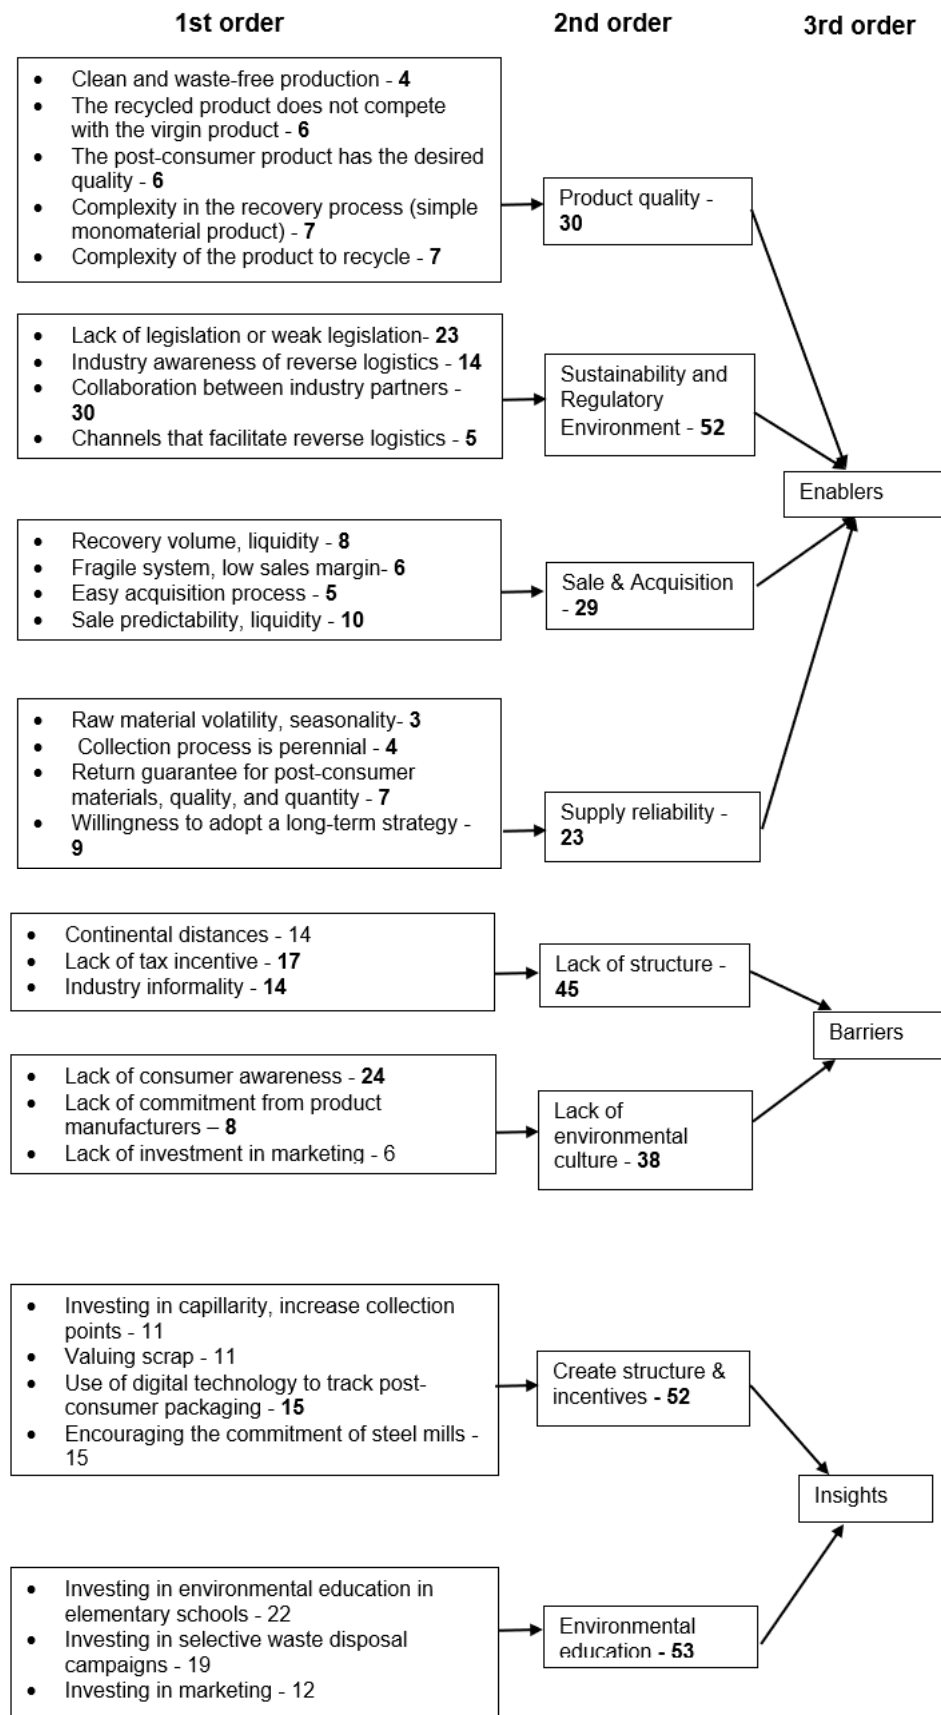 1st order
2nd order
3rd order
• Clean and waste-free production - 4
• The recycled product does not compete
with the virgin product - 6
• The post-consumer product has the desired
quality - 6
• Complexity in the recovery process (simple
monomaterial product) - 7
• Complexity of the product to recycle - 7
Product quality -
30
• Lack of legislation or weak legislation- 23
• Industry awareness of reverse logistics - 14
• Collaboration between industry partners -
30
• Channels that facilitate reverse logistics - 5
Sustainability and
Regulatory
Environment - 52
Enablers
• Recovery volume, liquidity - 8
• Fragile system, low sales margin- 6
• Easy acquisition process - 5
• Sale predictability, liquidity - 10
Sale & Acquisition
- 29
• Raw material volatility, seasonality- 3
• Collection process is perennial - 4
• Return guarantee for post-consumer
materials, quality, and quantity - 7
• Willingness to adopt a long-term strategy -
9
Supply reliability -
23
• Continental distances - 14
• Lack of tax incentive - 17
• Industry informality - 14
Lack of structure -
45
Barriers
• Lack of consumer awareness - 24
• Lack of commitment from product
manufacturers – 8
• Lack of investment in marketing - 6
Lack of
environmental
culture - 38
• Investing in capillarity, increase collection
points - 11
• Valuing scrap - 11
• Use of digital technology to track post-
consumer packaging - 15
• Encouraging the commitment of steel mills -
15
Create structure &
incentives - 52
Insights
• Investing in environmental education in
elementary schools - 22
• Investing in selective waste disposal
campaigns - 19
• Investing in marketing - 12
Environmental
education - 53